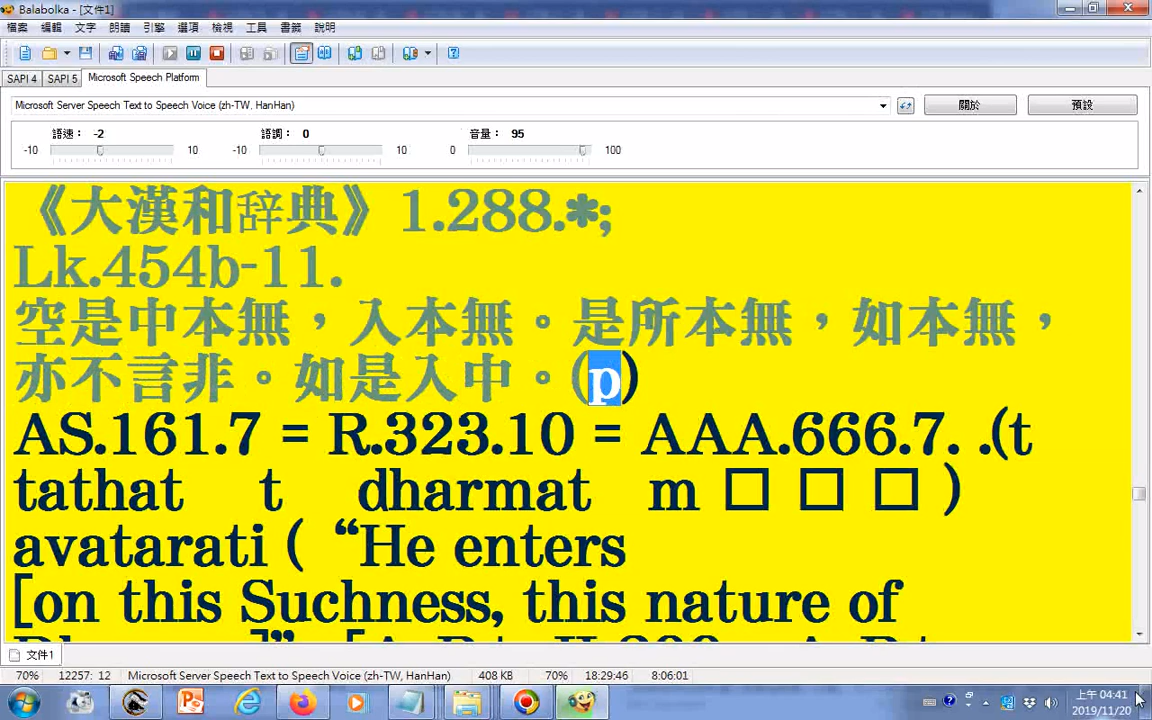 Balabolka - [文件1]
檔案 編輯 文字 朗讀 引擎 選項 檢視 工具 書籤 說明
SAPI 4 SAPI 5 Microsoft Speech Platform
Microsoft Server Speech Text to Speech Voice (zh-TW, HanHan) 關於 預設
語速： -2 語調： 0 音量： 95
-10 10 -10 10 0 100
《大漢和辞典》1.288.*;
Lk.454b-11.
空是中本無，入本無。是所本無，如本無，
亦不言非。如是入中。(p)
AS.161.7 = R.323.10 = AAA.666.7. .(t
tathat t dharmat m □ □ □ )
avatarati ( “He enters
[on this Suchness, this nature of
文件1
70% 12257: 12 Microsoft Server Speech Text to Speech Voice (zh-TW, HanHan) 408 KB 70% 18:29:46 8:06:01
上午 04:41
2019/11/20